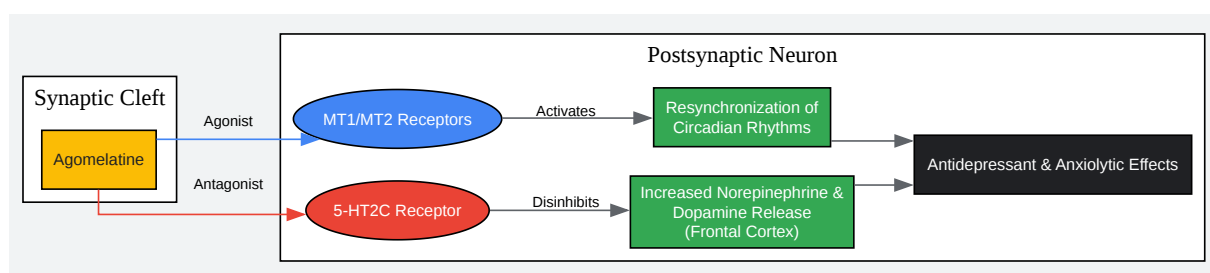 Postsynaptic Neuron
Synaptic Cleft
Agomelatine
Agonist
Antagonist
MT1/MT2 Receptors
Activates
Resynchronization of
Circadian Rhythms
5-HT2C Receptor
Disinhibits
Increased Norepinephrine &
Dopamine Release
(Frontal Cortex)
Antidepressant & Anxiolytic Effects